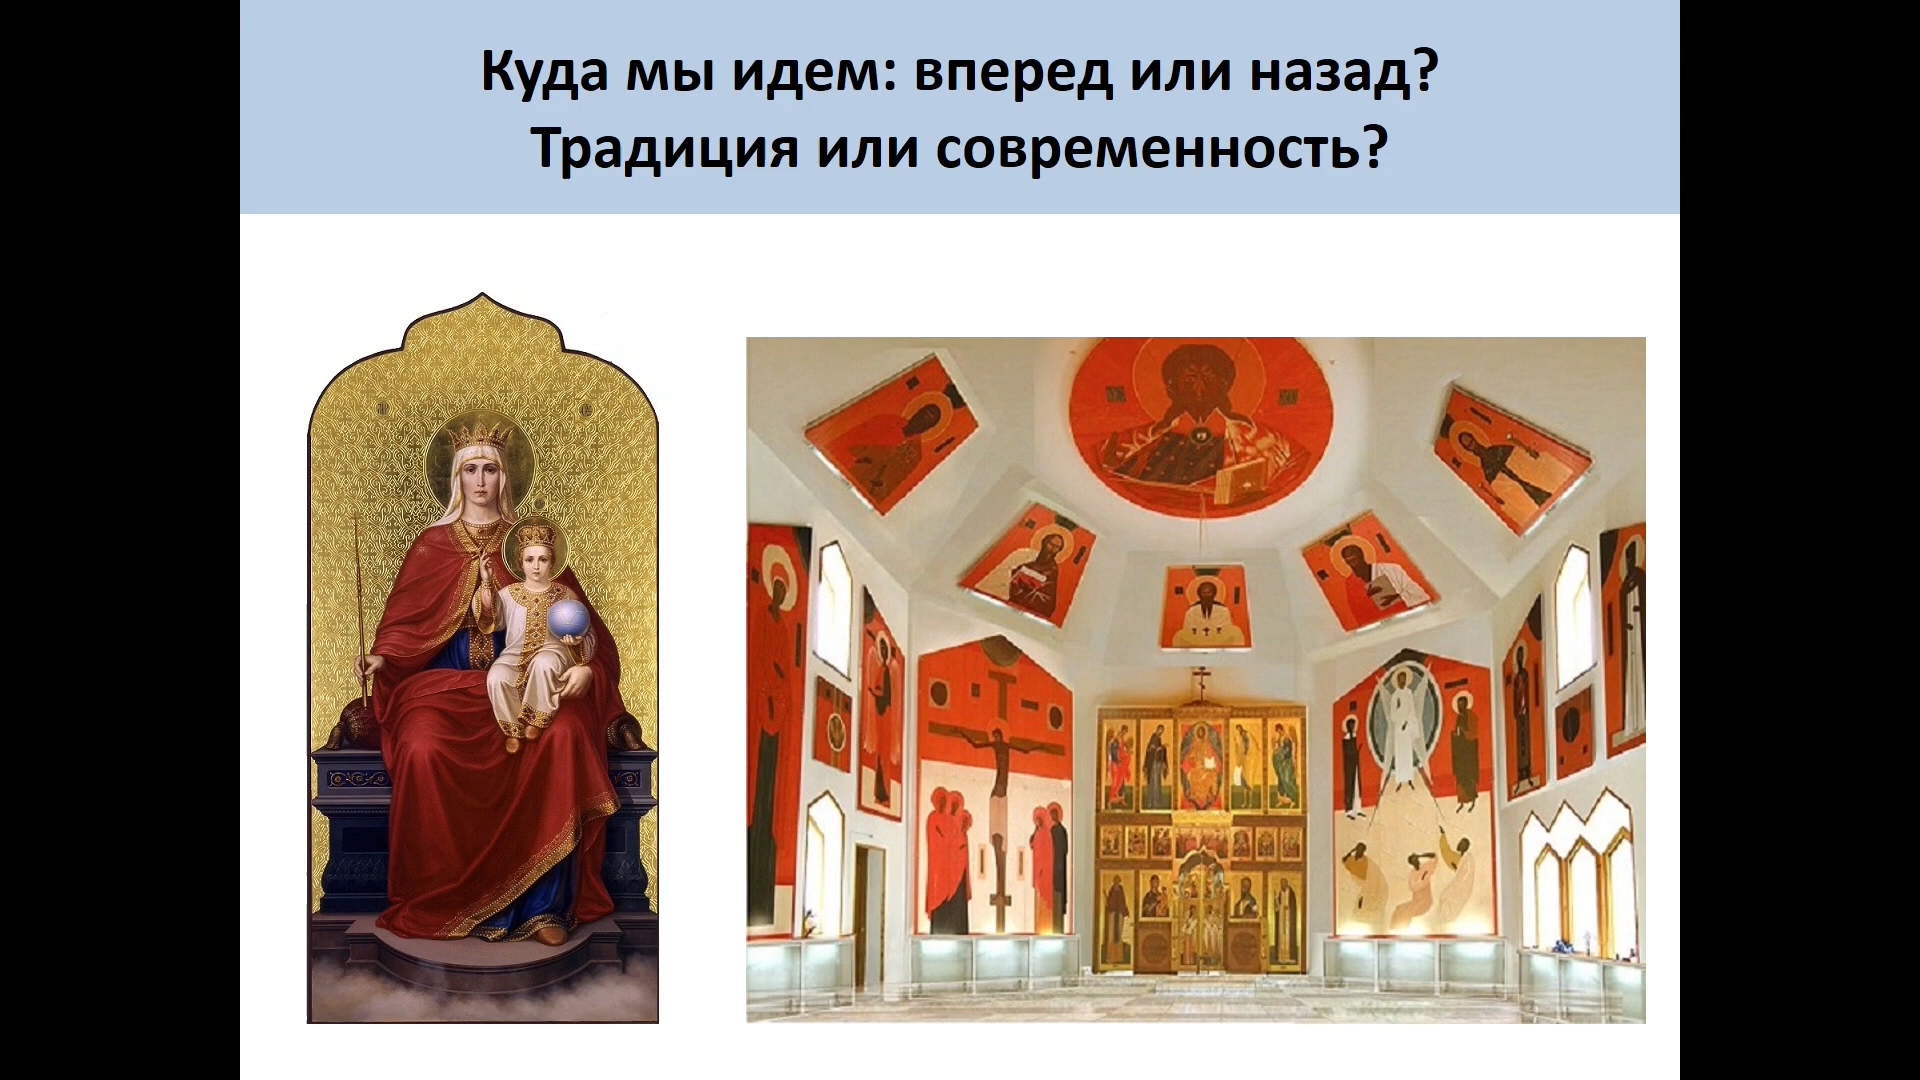 Куда мы идем: вперед или назад?
Традиция или современность?